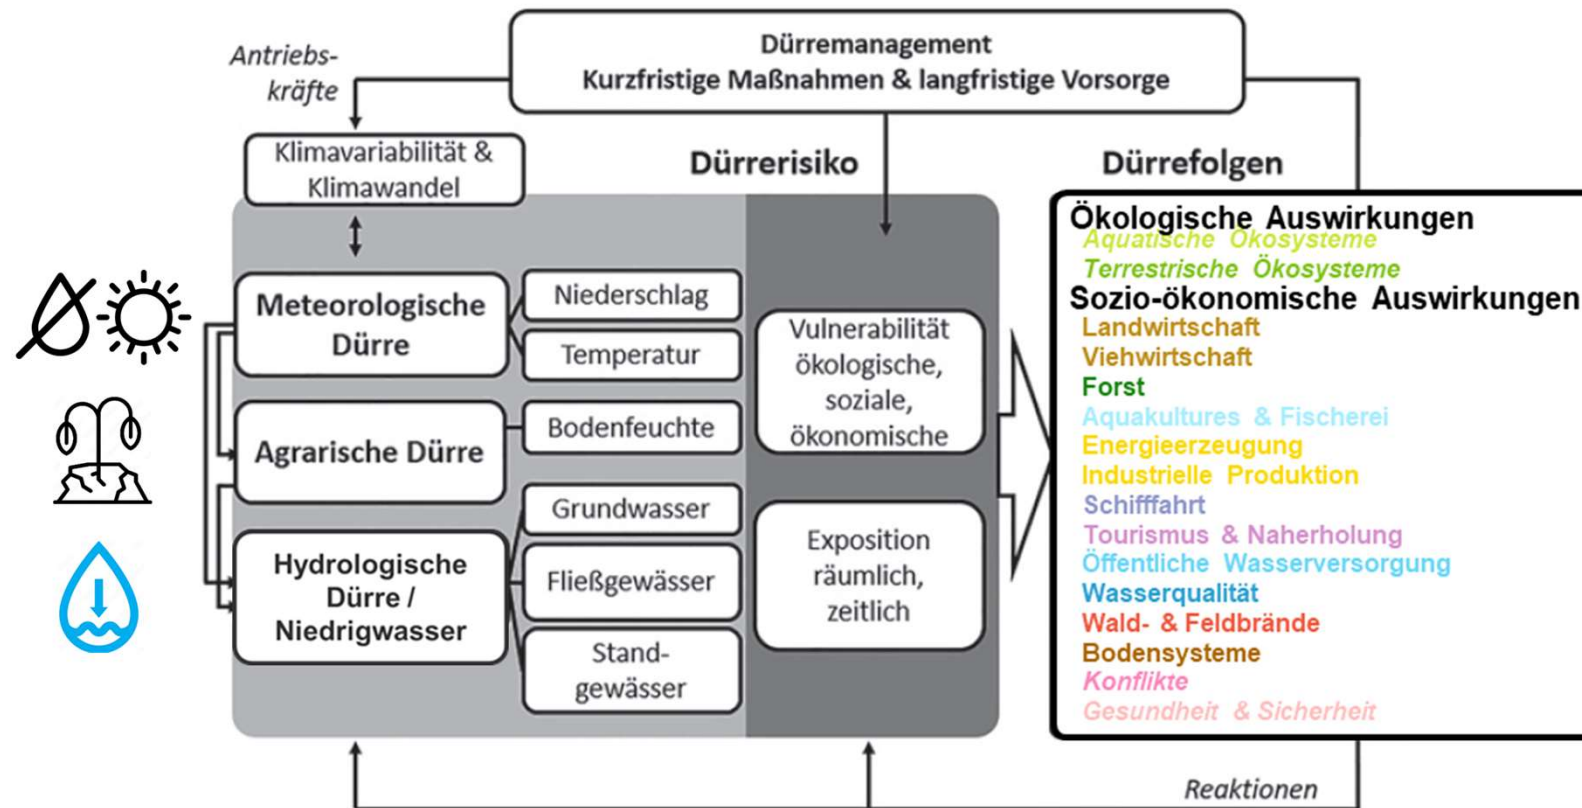 Dürremanagement
Kurzfristige Maßnahmen & langfristige Vorsorge
Antriebs-
kräfte
Klimavariabilität &
Klimawandel
Dürrerisiko
Dürrefolgen
Meteorologische
Dürre
Niederschlag
Temperatur
Agrarische Dürre
Bodenfeuchte
Hydrologische
Dürre /
Niedrigwasser
Grundwasser
Fließgewässer
Stand-
gewässer
Vulnerabilität
ökologische,
soziale,
ökonomische
Exposition
räumlich,
zeitlich
Ökologische Auswirkungen
Aquatische Ökosysteme
Terrestrische Ökosysteme
Sozio-ökonomische Auswirkungen
Landwirtschaft
Viehwirtschaft
Forst
Aquakultures & Fischerei
Energieerzeugung
Industrielle Produktion
Schifffahrt
Tourismus & Naherholung
Öffentliche Wasserversorgung
Wasserqualität
Wald- & Feldbrände
Bodensysteme
Konflikte
Gesundheit & Sicherheit
Reaktionen